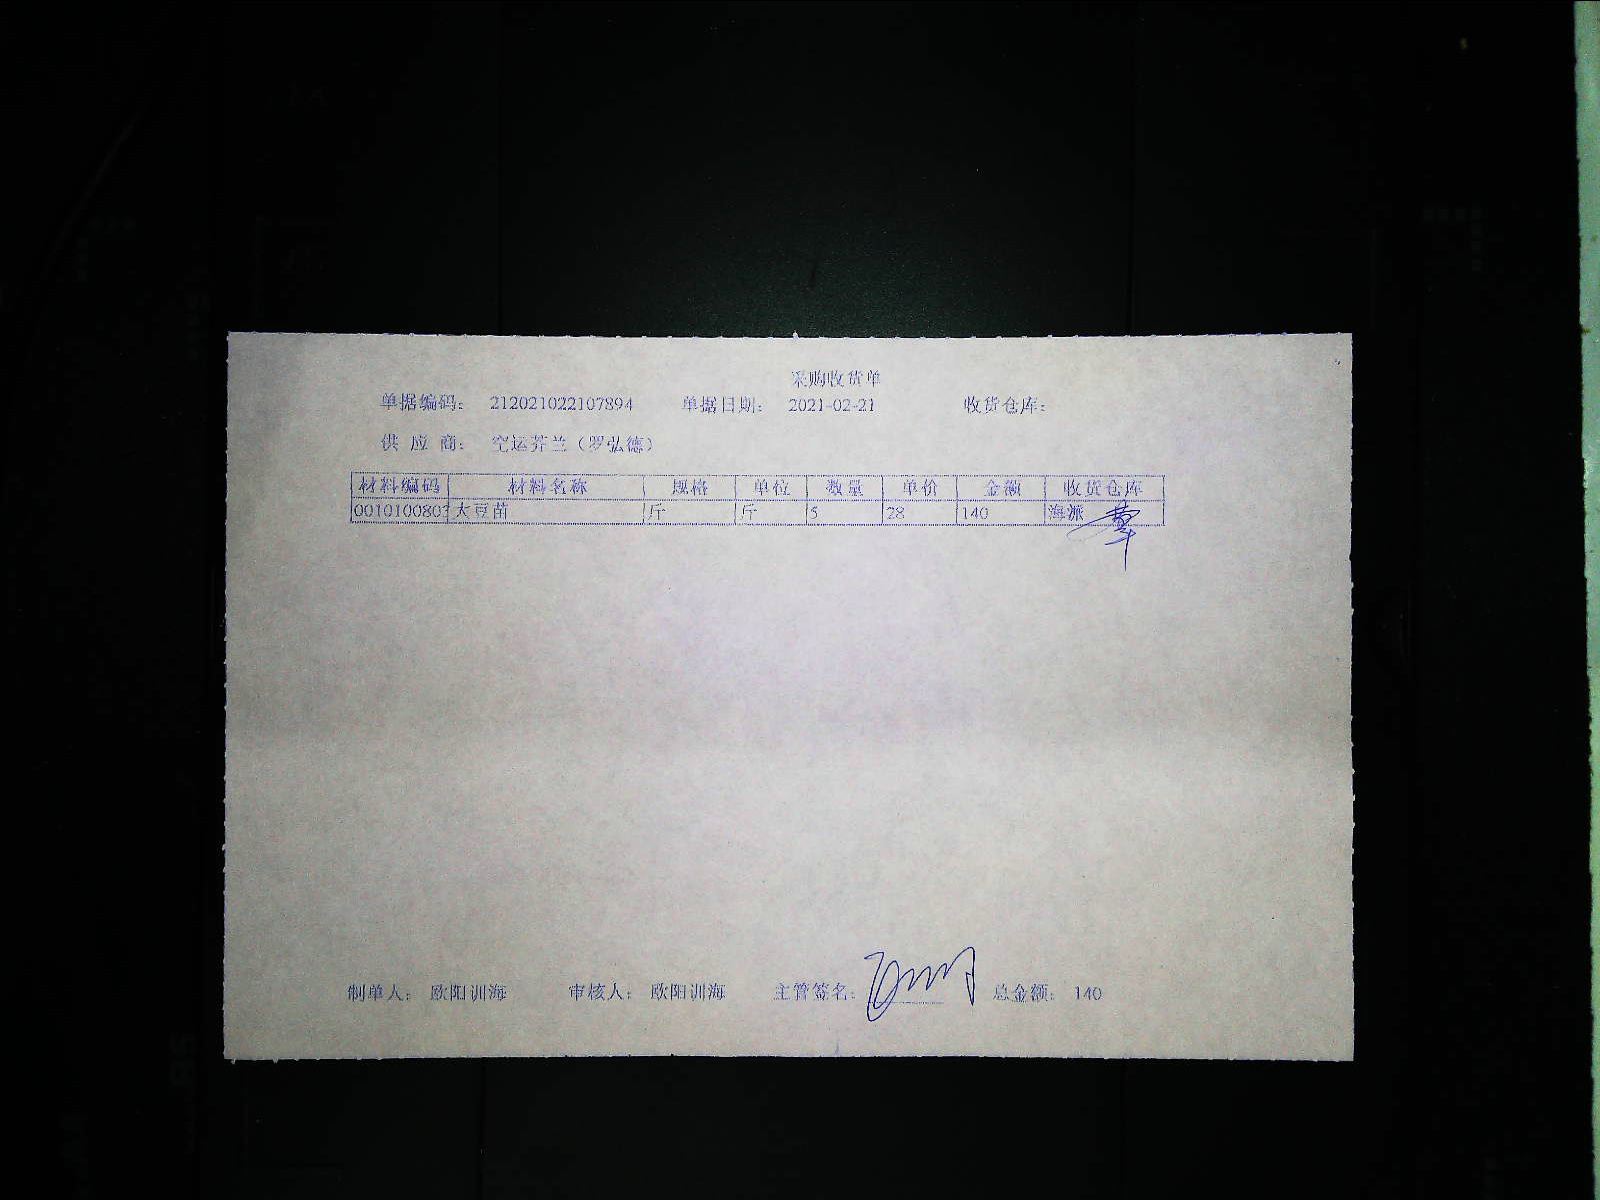 采购收货单
单据编码： 212021022107894 单据日期： 2021-02-21 收货仓库：
供 应 商： 空运芥兰（罗弘德）
材料编码 材料名称 规格 单位 数量 单价 金额 收货仓库
0010100803 大豆苗 斤 斤 5 28 140 海派
制单人： 欧阳训海 审核人： 欧阳训海 主管签名： 总金额： 140